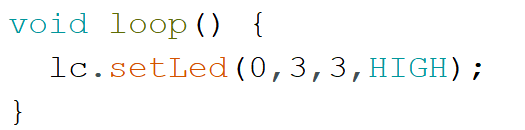 void loop() {
  lc.setLed(0,3,3,HIGH);
}